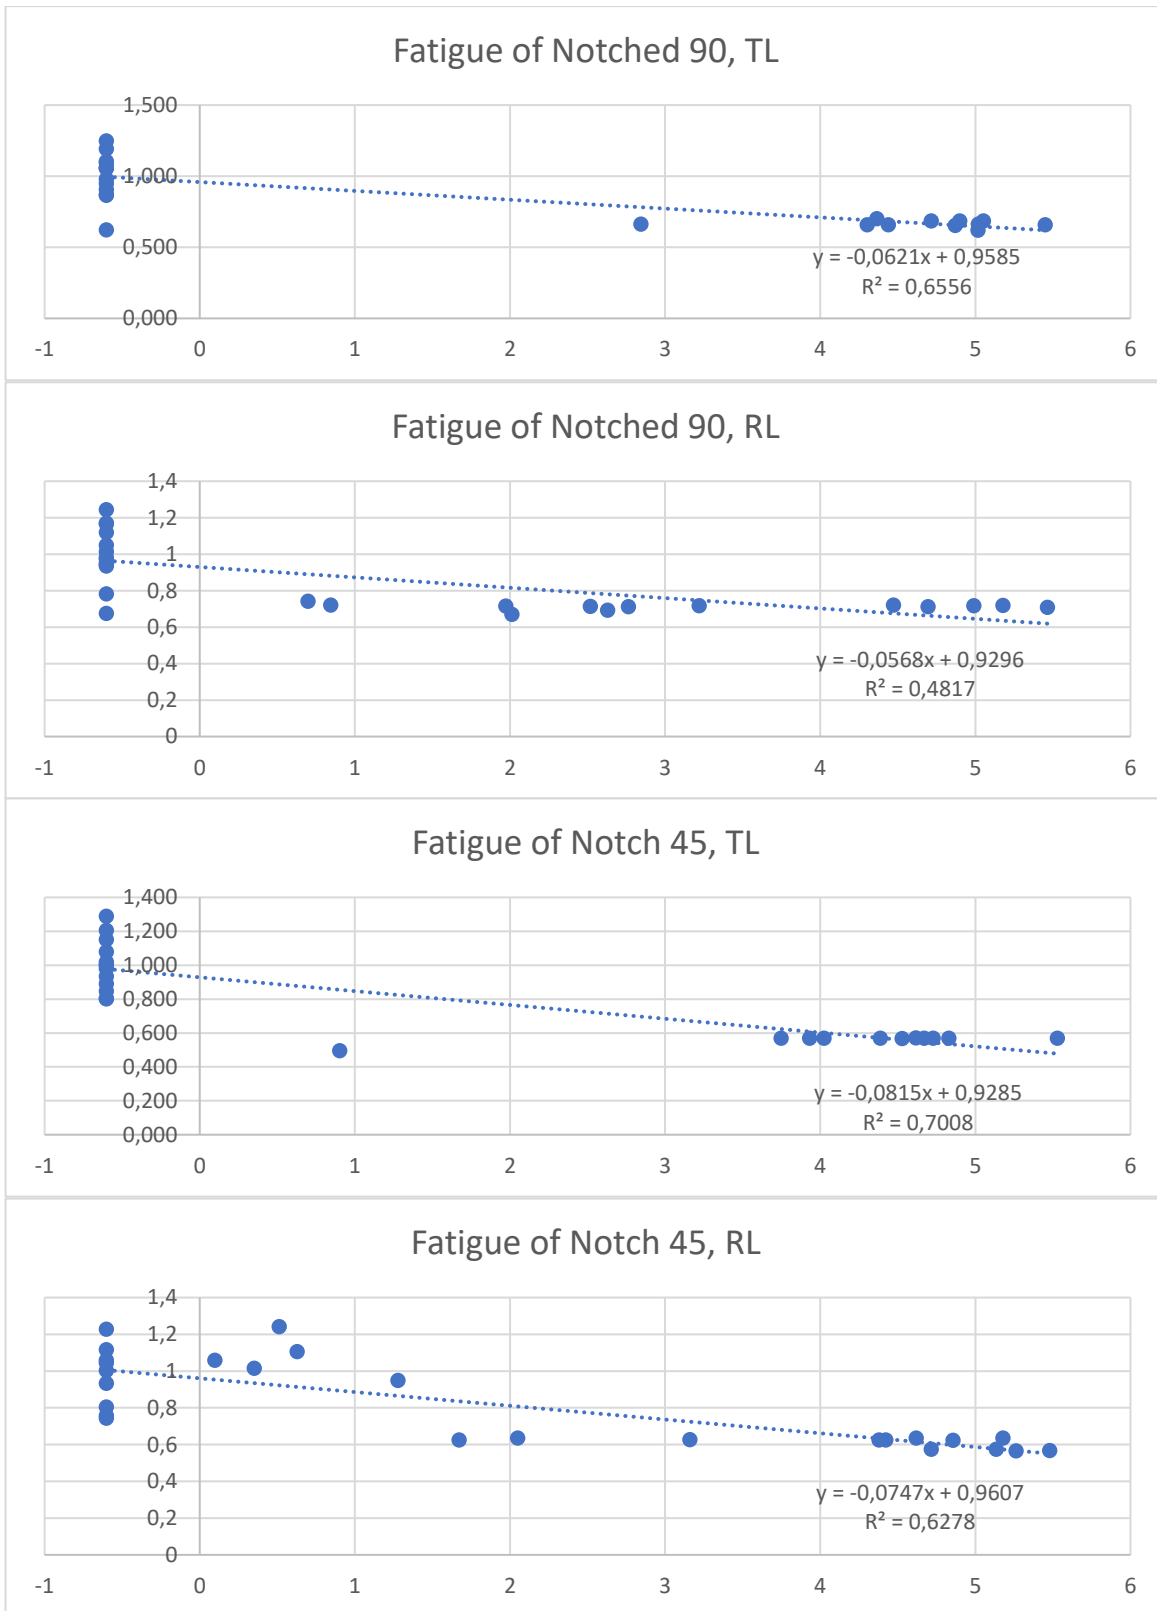 Fatigue of Notched 90, TL
1,500
1,000
0,500
0,000
y = -0,0621x + 0,9585
R² = 0,6556
-1 0 1 2 3 4 5 6
Fatigue of Notched 90, RL
1,4
1,2
1
0,8
0,6
0,4
0,2
0
y = -0,0568x + 0,9296
R² = 0,4817
-1 0 1 2 3 4 5 6
Fatigue of Notch 45, TL
1,400
1,200
1,000
0,800
0,600
0,400
0,200
0,000
y = -0,0815x + 0,9285
R² = 0,7008
-1 0 1 2 3 4 5 6
Fatigue of Notch 45, RL
1,4
1,2
1
0,8
0,6
0,4
0,2
0
y = -0,0747x + 0,9607
R² = 0,6278
-1 0 1 2 3 4 5 6